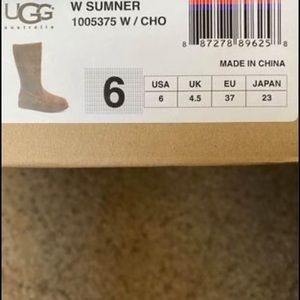 UGG
australia
W SUMNER
1005375 W / CHO
8 87278 89625 8
MADE IN CHINA
6
USA UK EU JAPAN
6 4.5 37 23